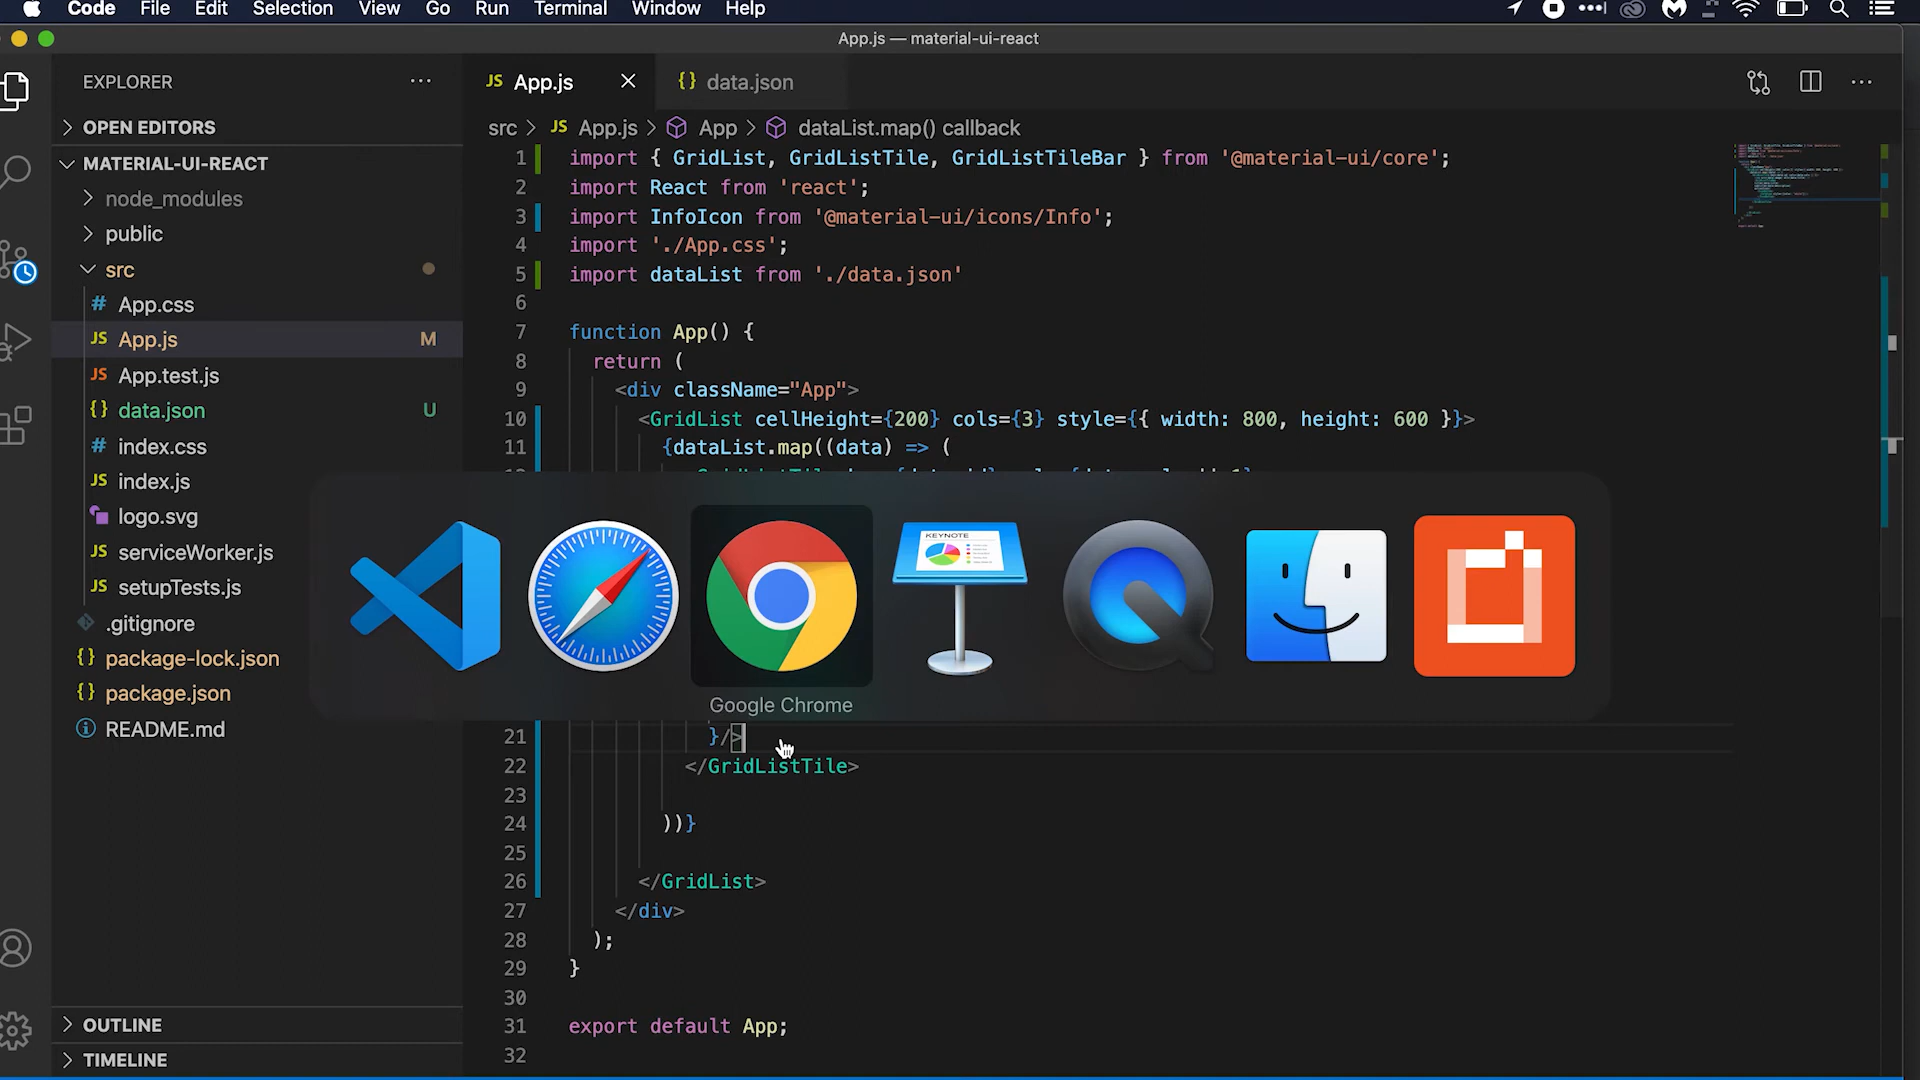 Code File Edit Selection View Go Run Terminal Window Help
App.js — material-ui-react
EXPLORER
OPEN EDITORS
MATERIAL-UI-REACT
node_modules
public
src
# App.css
JS App.js M
JS App.test.js
{} data.json U
# index.css
JS index.js
logo.svg
JS serviceWorker.js
JS setupTests.js
.gitignore
{} package-lock.json
{} package.json
README.md
OUTLINE
TIMELINE
JS App.js
{} data.json
src > JS App.js > App > dataList.map() callback
1 import { GridList, GridListTile, GridListTileBar } from '@material-ui/core';
2 import React from 'react';
3 import InfoIcon from '@material-ui/icons/Info';
4 import './App.css';
5 import dataList from './data.json'
6
7 function App() {
8 return (
9 <div className="App">
10 <GridList cellHeight={200} cols={3} style={{ width: 800, height: 600 }}>
11 {dataList.map((data) => (
KEYNOTE
Google Chrome
21 }/>
22 </GridListTile>
23
24 ))}
25
26 </GridList>
27 </div>
28 );
29 }
30
31 export default App;
32